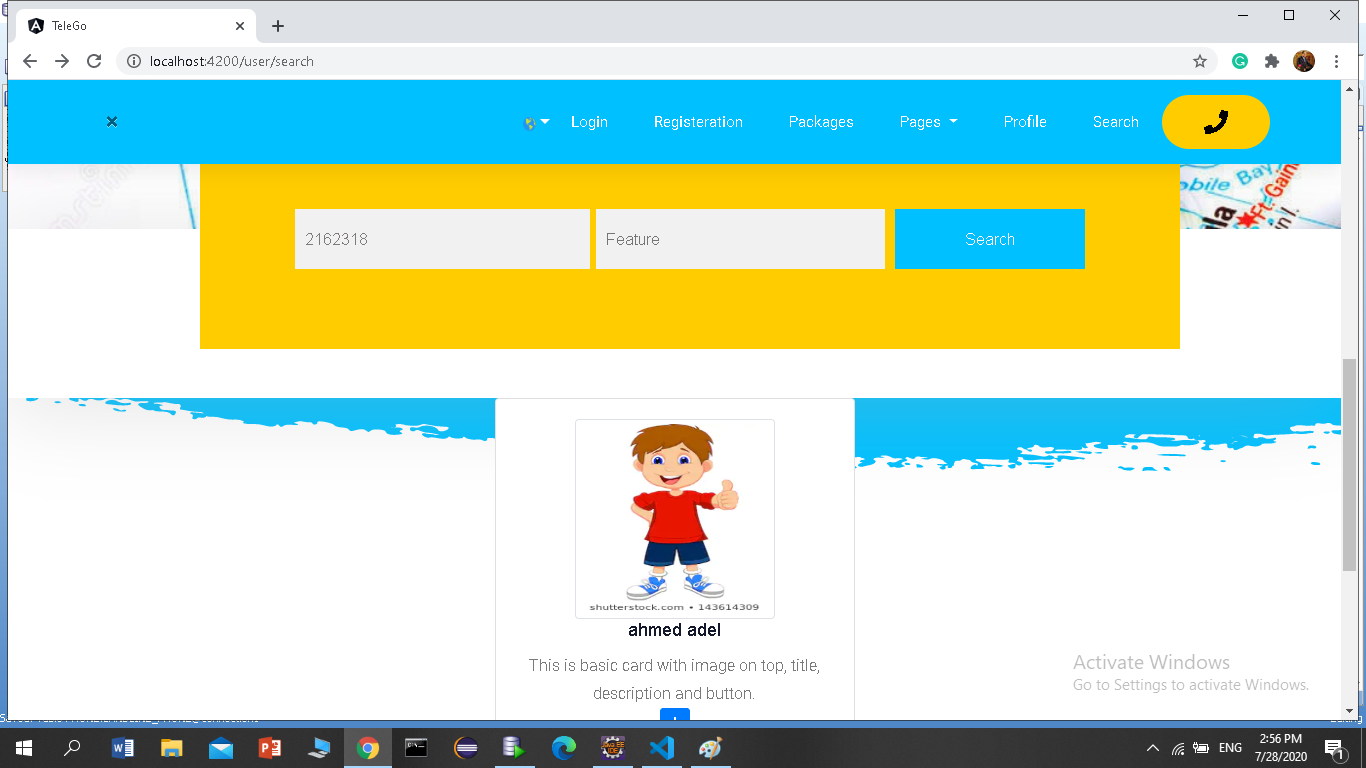 TeleGo
localhost:4200/user/search
Login
Registeration
Packages
Pages
Profile
Search
2162318
Feature
Search
shutterstock.com • 143614309
ahmed adel
This is basic card with image on top, title,
description and button.
Activate Windows
Go to Settings to activate Windows.
ENG
2:56 PM
7/28/2020